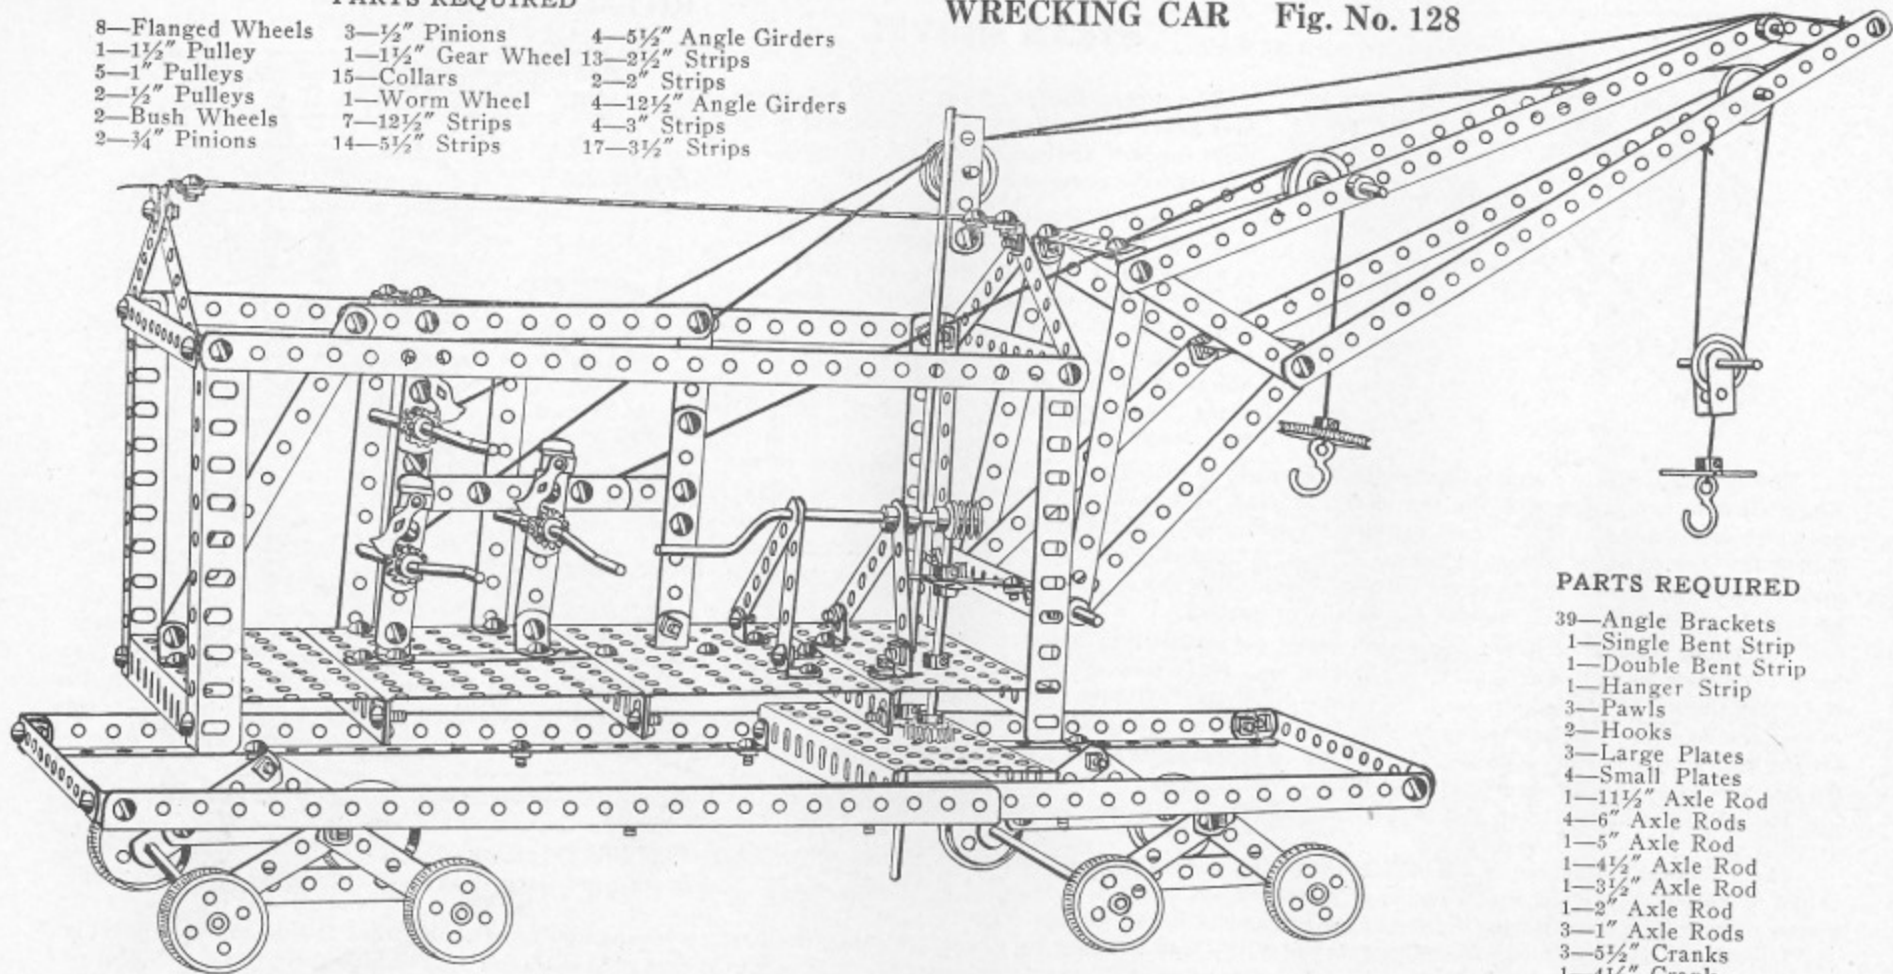 PARTS REQUIRED
8—Flanged Wheels
1—1½" Pulley
5—1" Pulleys
2—½" Pulleys
2—Bush Wheels
2—¾" Pinions
3—½" Pinions
1—1½" Gear Wheel
15—Collars
1—Worm Wheel
7—12½" Strips
14—5½" Strips
4—5½" Angle Girders
13—2½" Strips
2—2" Strips
4—12½" Angle Girders
4—3" Strips
17—3½" Strips
WRECKING CAR Fig. No. 128
PARTS REQUIRED
39—Angle Brackets
1—Single Bent Strip
1—Double Bent Strip
1—Hanger Strip
3—Pawls
2—Hooks
3—Large Plates
4—Small Plates
1—11½" Axle Rod
4—6" Axle Rods
1—5" Axle Rod
1—4½" Axle Rod
1—3½" Axle Rod
1—2" Axle Rod
3—1" Axle Rods
3—5½" Cranks
1—4½" Crank